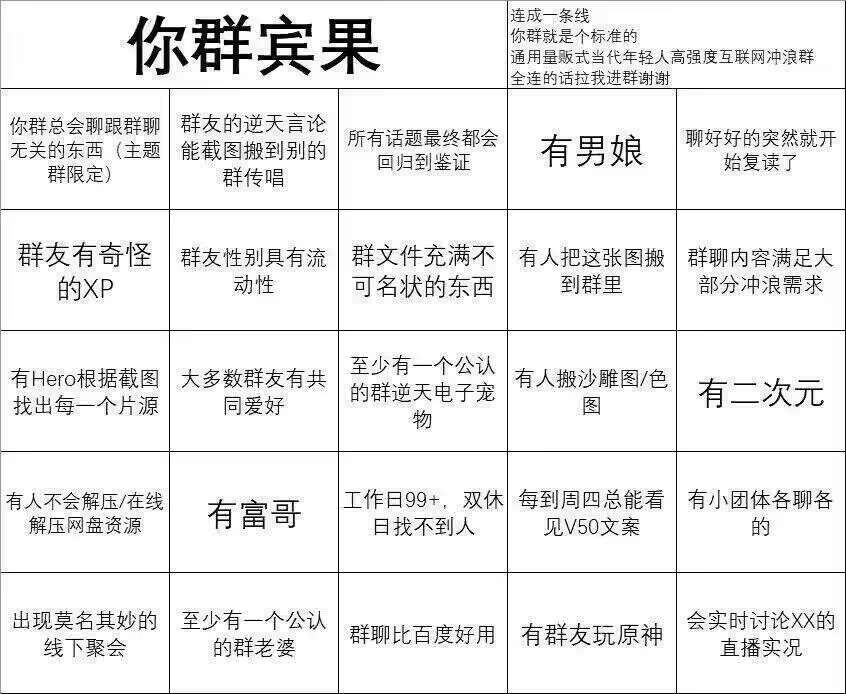 你群宾果
连成一条线
你群就是个标准的
通用量贩式当代年轻人高强度互联网冲浪群
全连的话拉我进群谢谢
你群总会聊跟群聊
无关的东西（主题
群限定）
群友的逆天言论
能截图搬到别的
群传唱
所有话题最终都会
回归到鉴证
有男娘
聊好好的突然就开
始复读了
群友有奇怪
的XP
群友性别具有流
动性
群文件充满不
可名状的东西
有人把这张图搬
到群里
群聊内容满足大
部分冲浪需求
有Hero根据截图
找出每一个片源
大多数群友有共
同爱好
至少有一个公认
的群逆天电子宠
物
有人搬沙雕图/色
图
有二次元
有人不会解压/在线
解压网盘资源
有富哥
工作日99+，双休
日找不到人
每到周四总能看
见V50文案
有小团体各聊各
的
出现莫名其妙的
线下聚会
至少有一个公认
的群老婆
群聊比百度好用
有群友玩原神
会实时讨论XX的
直播实况